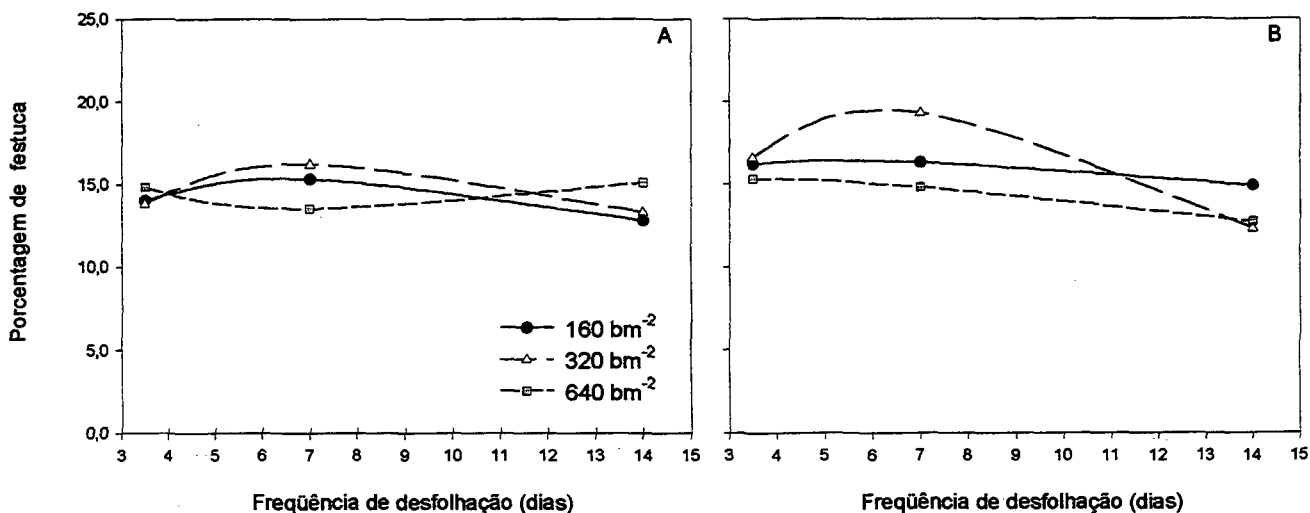 25,0
20,0
15,0
10,0
5,0
0,0
Porcentagem de festuca
A
160 bm⁻²
320 bm⁻²
640 bm⁻²
3 4 5 6 7 8 9 10 11 12 13 14 15
Freqüência de desfolhação (dias)
B
3 4 5 6 7 8 9 10 11 12 13 14 15
Freqüência de desfolhação (dias)